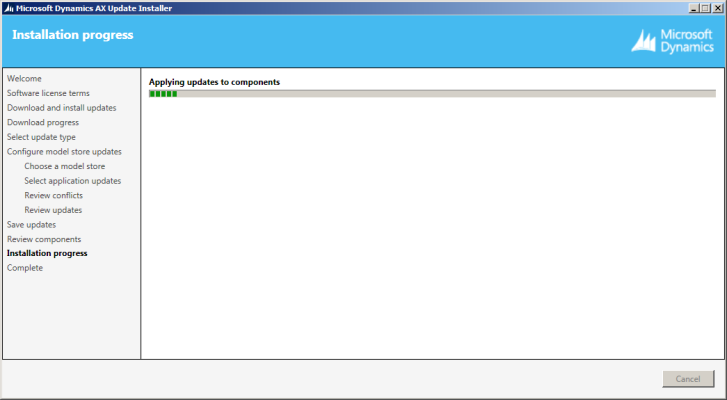 Microsoft Dynamics AX Update Installer
Installation progress
Microsoft
Dynamics
Welcome
Software license terms
Download and install updates
Download progress
Select update type
Configure model store updates
Choose a model store
Select application updates
Review conflicts
Review updates
Save updates
Review components
Installation progress
Complete
Applying updates to components
Cancel